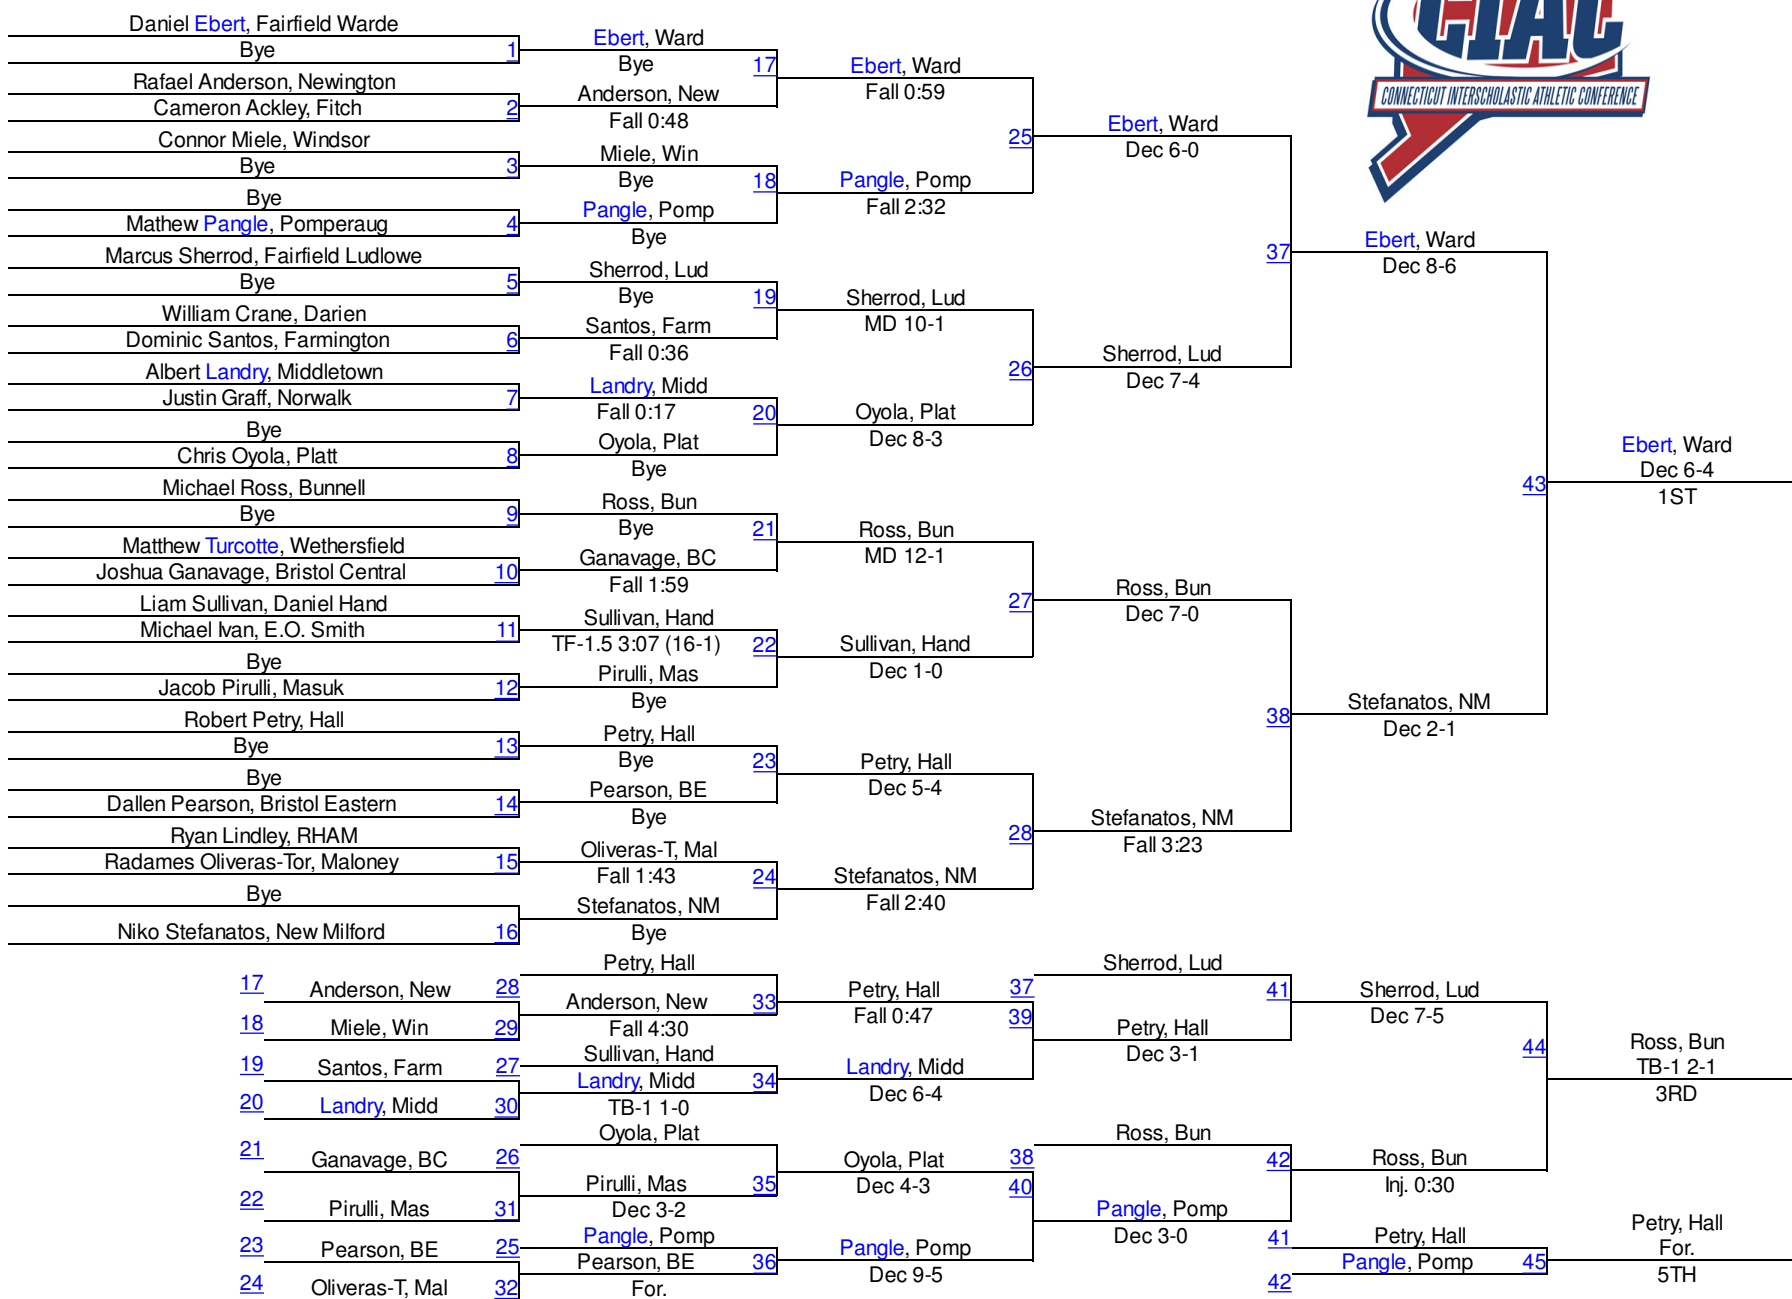 CIAC
CONNECTICUT INTERSCHOLASTIC ATHLETIC CONFERENCE
Daniel Ebert, Fairfield Warde
Bye 1
Rafael Anderson, Newington
Cameron Ackley, Fitch 2
Connor Miele, Windsor
Bye 3
Bye
Mathew Pangle, Pomperaug 4
Marcus Sherrod, Fairfield Ludlowe
Bye 5
William Crane, Darien
Dominic Santos, Farmington 6
Albert Landry, Middletown
Justin Graff, Norwalk 7
Bye
Chris Oyola, Platt 8
Michael Ross, Bunnell
Bye 9
Matthew Turcotte, Wethersfield
Joshua Ganavage, Bristol Central 10
Liam Sullivan, Daniel Hand
Michael Ivan, E.O. Smith 11
Bye
Jacob Pirulli, Masuk 12
Robert Petry, Hall
Bye 13
Bye
Dallen Pearson, Bristol Eastern 14
Ryan Lindley, RHAM
Radames Oliveras-Tor, Maloney 15
Bye
Niko Stefanatos, New Milford 16
Ebert, Ward
Bye 17
Anderson, New
Fall 0:48
Miele, Win
Bye 18
Pangle, Pomp
Bye
Sherrod, Lud
Bye 19
Santos, Farm
Fall 0:36
Landry, Midd
Fall 0:17 20
Oyola, Plat
Bye
Ross, Bun
Bye 21
Ganavage, BC
Fall 1:59
Sullivan, Hand
TF-1.5 3:07 (16-1) 22
Pirulli, Mas
Bye
Petry, Hall
Bye 23
Pearson, BE
Bye
Oliveras-T, Mal
Fall 1:43 24
Stefanatos, NM
Bye
Ebert, Ward
Fall 0:59
25
Pangle, Pomp
Fall 2:32
Sherrod, Lud
MD 10-1
26
Oyola, Plat
Dec 8-3
Ross, Bun
MD 12-1
27
Sullivan, Hand
Dec 1-0
Petry, Hall
Dec 5-4
28
Stefanatos, NM
Fall 2:40
Ebert, Ward
Dec 6-0
37
Sherrod, Lud
Dec 7-4
Ross, Bun
Dec 7-0
38
Stefanatos, NM
Fall 3:23
Ebert, Ward
Dec 8-6
43
Stefanatos, NM
Dec 2-1
Ebert, Ward
Dec 6-4
1ST
17 Anderson, New 28
18 Miele, Win 29
19 Santos, Farm 27
20 Landry, Midd 30
21 Ganavage, BC 26
22 Pirulli, Mas 31
23 Pearson, BE 25
24 Oliveras-T, Mal 32
Petry, Hall
Anderson, New 33
Fall 4:30
Sullivan, Hand
Landry, Midd 34
TB-1 1-0
Oyola, Plat
Pirulli, Mas 35
Dec 3-2
Pangle, Pomp
Pearson, BE 36
For.
Petry, Hall 37
Fall 0:47 39
Landry, Midd
Dec 6-4
Oyola, Plat 38
Dec 4-3 40
Pangle, Pomp
Dec 9-5
Sherrod, Lud
41
Petry, Hall
Dec 3-1
Ross, Bun
42
Pangle, Pomp
Dec 3-0
Sherrod, Lud
Dec 7-5
44
Ross, Bun
Inj. 0:30
Ross, Bun
TB-1 2-1
3RD
41 Petry, Hall
Pangle, Pomp 45
42
Petry, Hall
For.
5TH